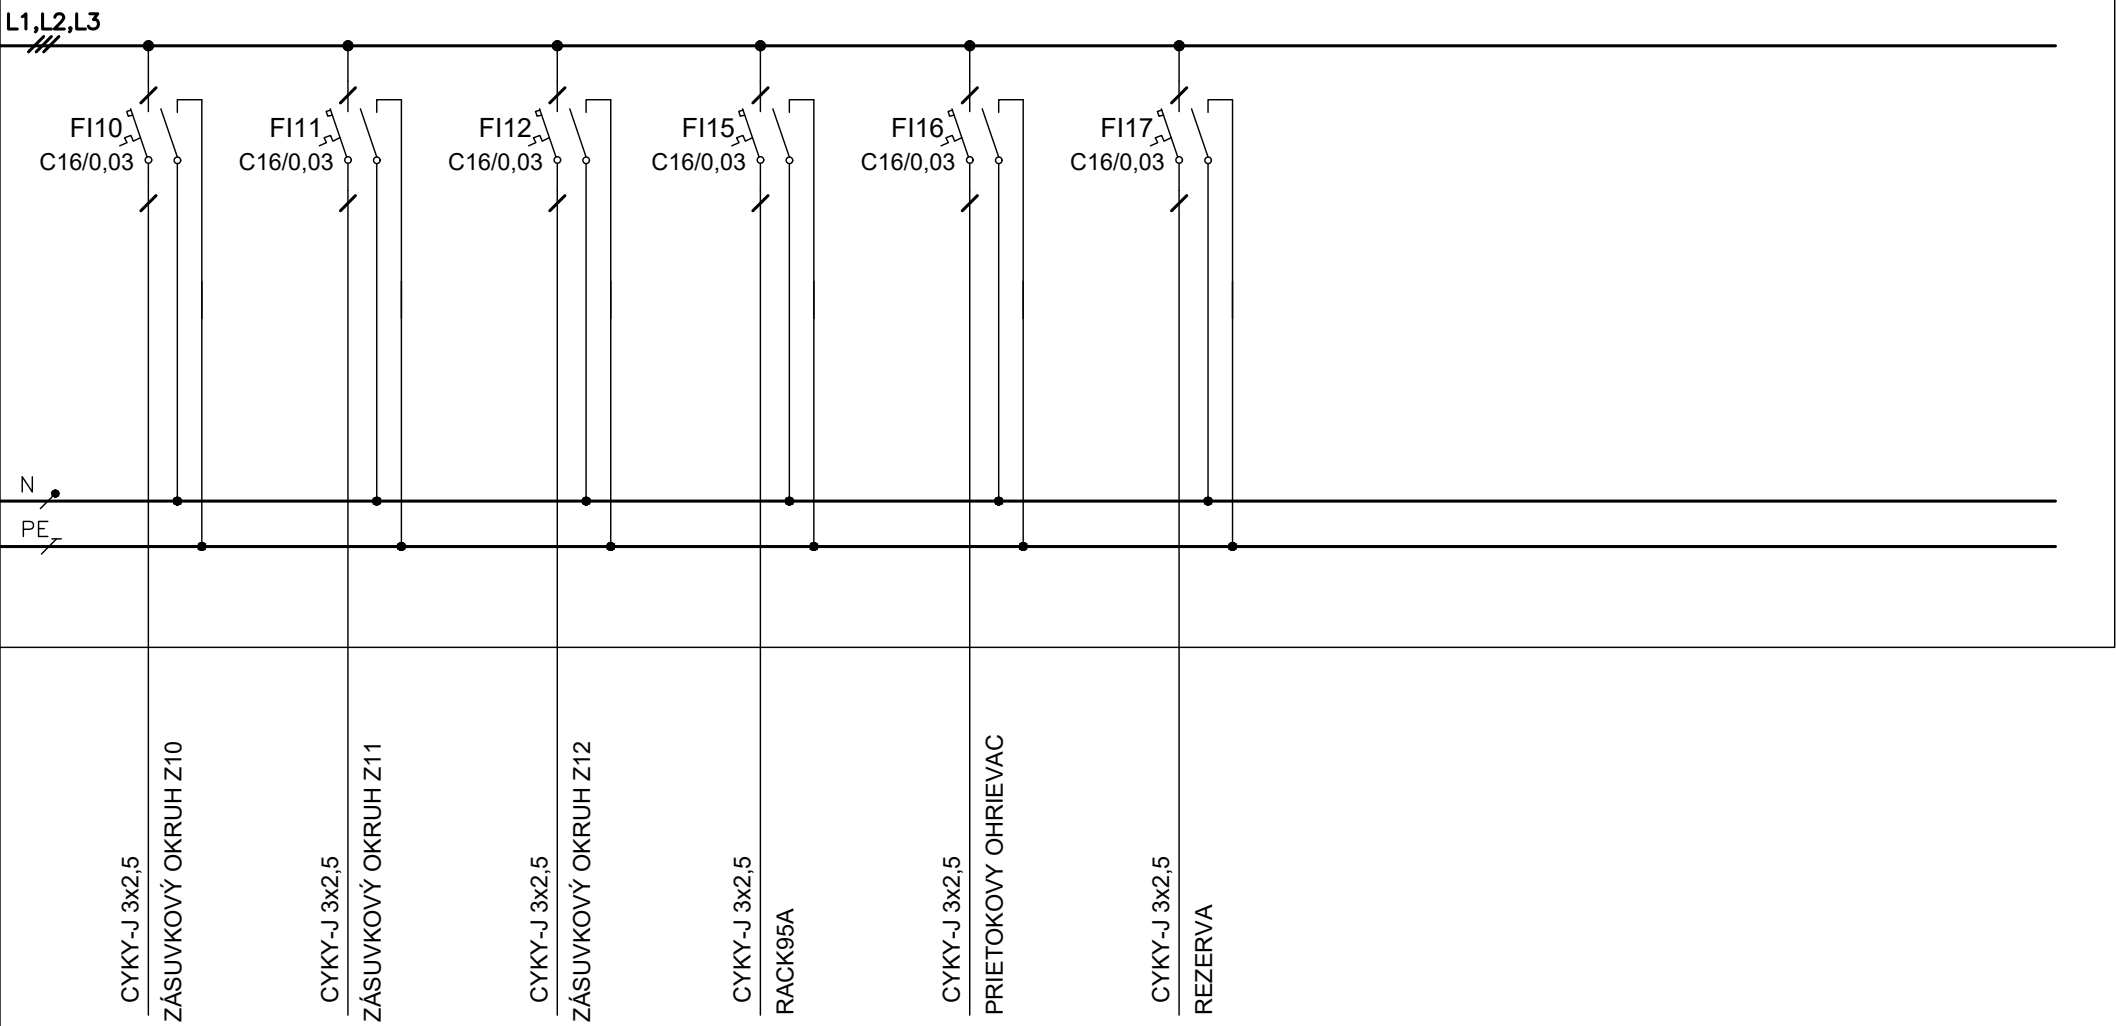 L1,L2,L3
FI10
C16/0,03
FI11
C16/0,03
FI12
C16/0,03
FI15
C16/0,03
FI16
C16/0,03
FI17
C16/0,03
N
PE
CYKY-J 3x2,5
ZÁSUVKOVÝ OKRUH Z10
CYKY-J 3x2,5
ZÁSUVKOVÝ OKRUH Z11
CYKY-J 3x2,5
ZÁSUVKOVÝ OKRUH Z12
CYKY-J 3x2,5
RACK95A
CYKY-J 3x2,5
PRIETOKOVY OHRIEVAC
CYKY-J 3x2,5
REZERVA